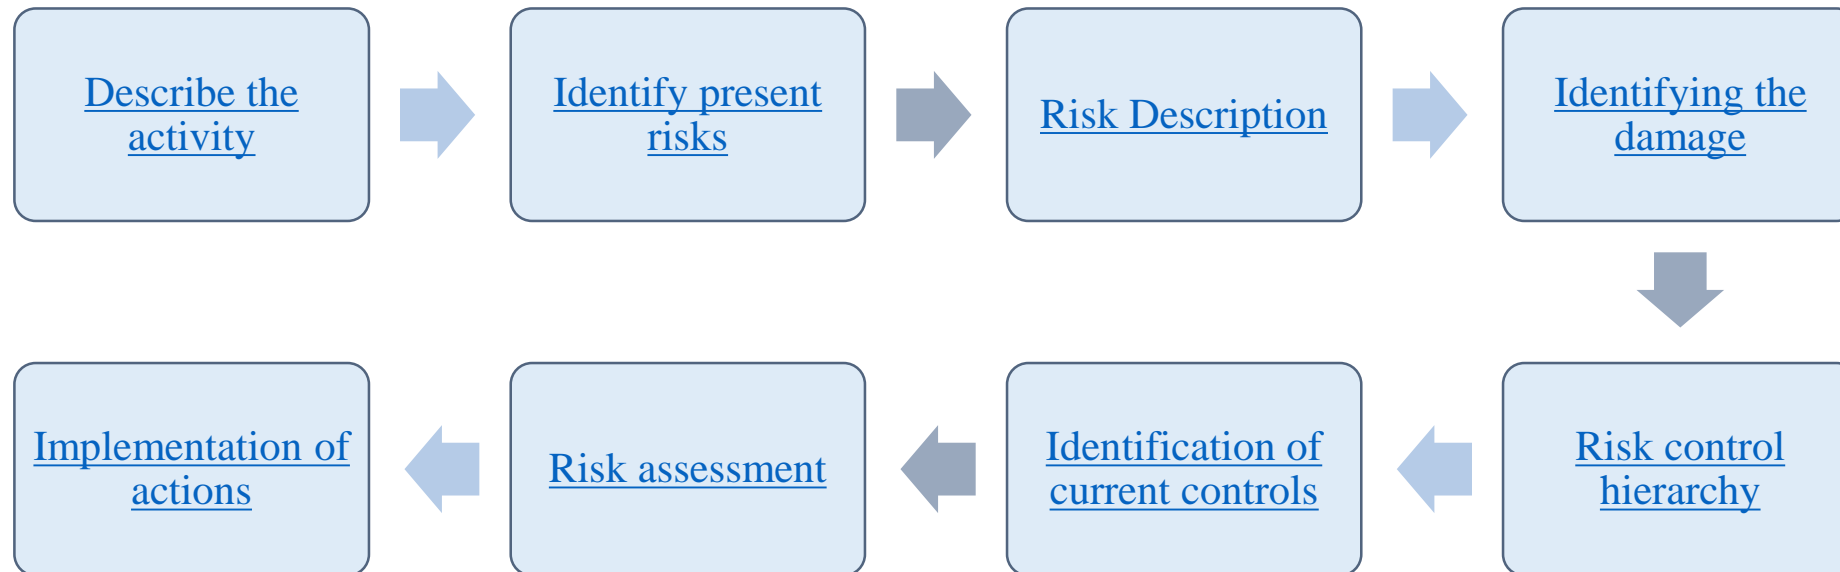 Describe the
activity
Identify present
risks
Risk Description
Identifying the
damage
Risk control
hierarchy
Identification of
current controls
Risk assessment
Implementation of
actions